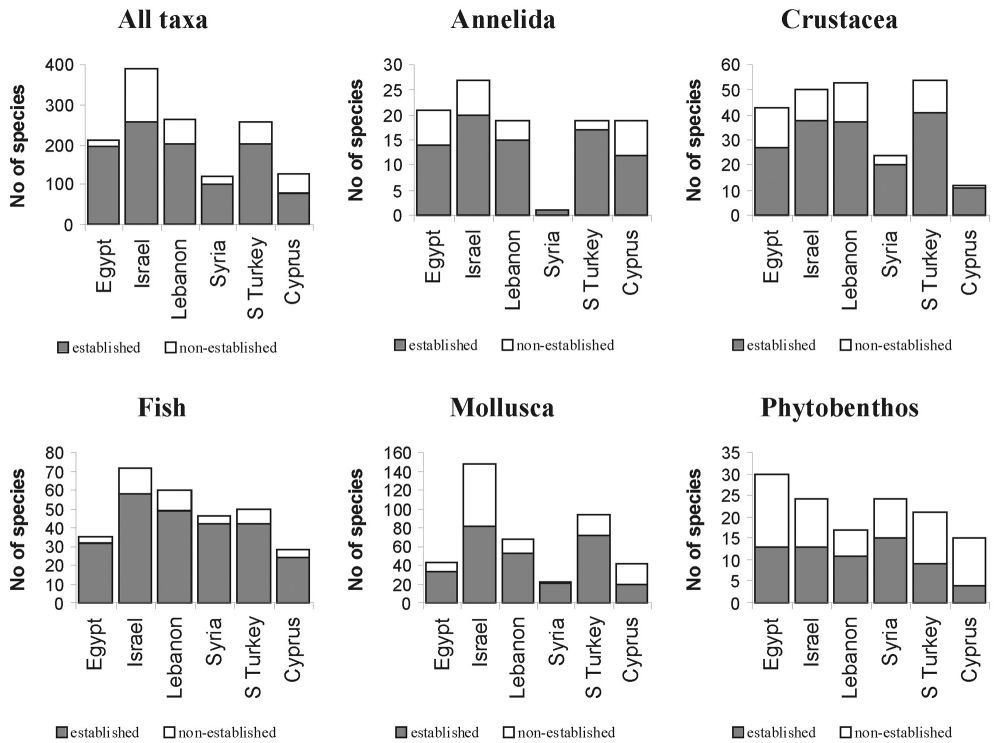 All taxa
No of species
400
300
200
100
0
Egypt
Israel
Lebanon
Syria
S Turkey
Cyprus
established non-established
Annelida
No of species
30
25
20
15
10
5
0
Egypt
Israel
Lebanon
Syria
S Turkey
Cyprus
established non-established
Crustacea
No of species
60
50
40
30
20
10
0
Egypt
Israel
Lebanon
Syria
S Turkey
Cyprus
established non-established
Fish
No of species
80
70
60
50
40
30
20
10
0
Egypt
Israel
Lebanon
Syria
S Turkey
Cyprus
established non-established
Mollusca
No of species
160
140
120
100
80
60
40
20
0
Egypt
Israel
Lebanon
Syria
S Turkey
Cyprus
established non-established
Phytobenthos
No of species
35
30
25
20
15
10
5
0
Egypt
Israel
Lebanon
Syria
S Turkey
Cyprus
established non-established